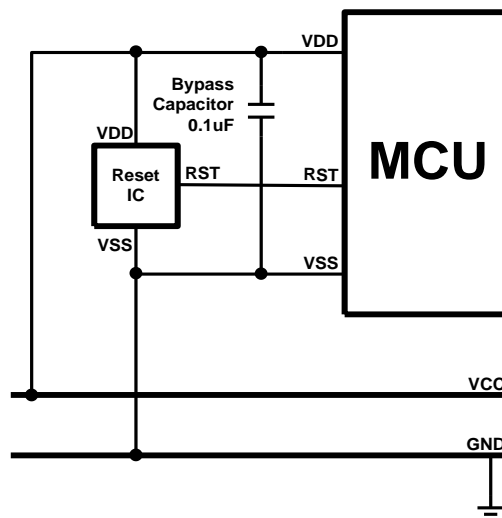 VDD
Bypass
Capacitor
0.1uF
VDD
MCU
Reset
IC
RST
RST
VSS
VSS
VCC
GND